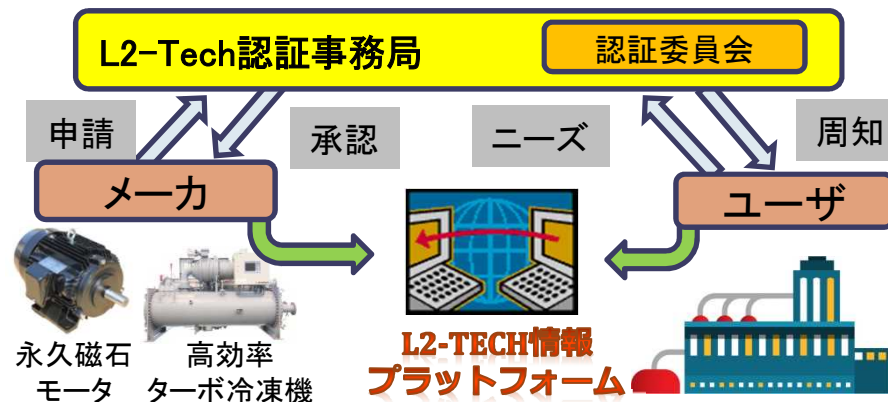 L2-Tech認証事務局
認証委員会
申請
承認
ニーズ
周知
メーカ
ユーザ
永久磁石
モータ
高効率
ターボ冷凍機
L2-TECH情報
プラットフォーム